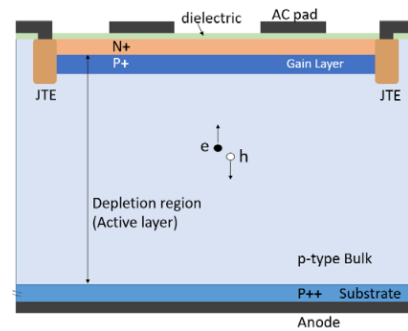 dielectric
AC pad
N+
P+
Gain Layer
JTE
JTE
e
h
Depletion region
(Active layer)
p-type Bulk
P++ Substrate
Anode